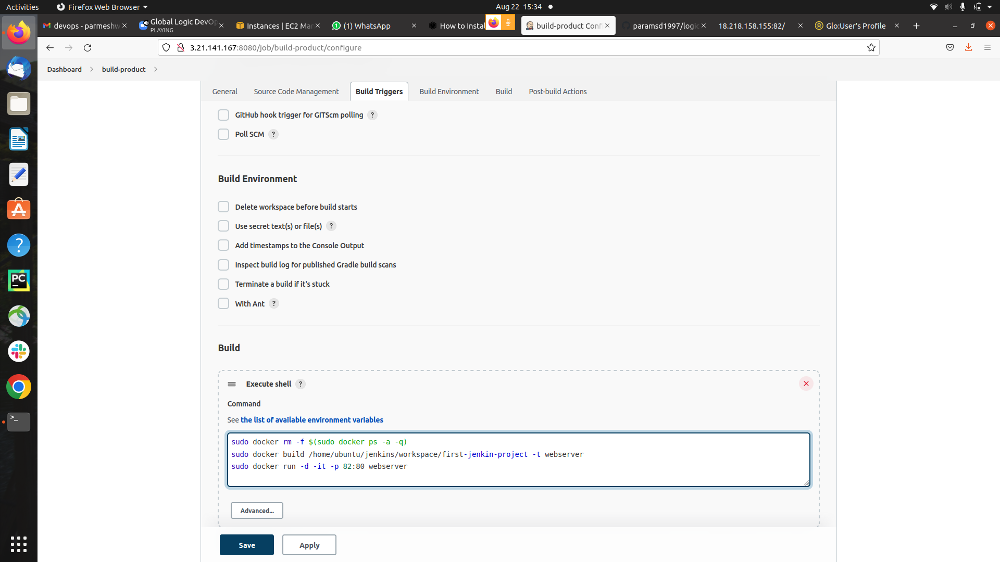 Activities
Firefox Web Browser
Aug 22 15:34
devops - parmeshw
Global Logic DevOp
PLAYING
Instances | EC2 Man
(1) WhatsApp
How to Instal
build-product Confi
paramsd1997/logic
18.218.158.155:82/
Glo:User's Profile
3.21.141.167:8080/job/build-product/configure
Dashboard
build-product
General
Source Code Management
Build Triggers
Build Environment
Build
Post-build Actions
GitHub hook trigger for GITScm polling ?
Poll SCM ?
Build Environment
Delete workspace before build starts
Use secret text(s) or file(s) ?
Add timestamps to the Console Output
Inspect build log for published Gradle build scans
Terminate a build if it's stuck
With Ant ?
Build
Execute shell ?
Command
See the list of available environment variables
sudo docker rm -f $(sudo docker ps -a -q)
sudo docker build /home/ubuntu/jenkins/workspace/first-jenkin-project -t webserver
sudo docker run -d -it -p 82:80 webserver
Advanced...
Save
Apply
PC